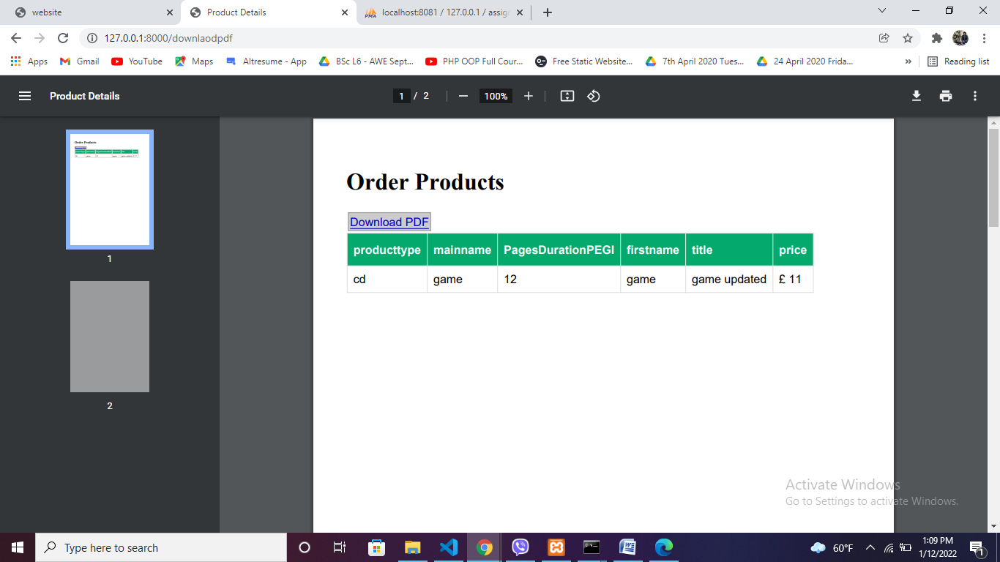 website
Product Details
localhost:8081 / 127.0.0.1 / assig
127.0.0.1:8000/downlaodpdf
Apps
Gmail
YouTube
Maps
Altresume - App
BSc L6 - AWE Sept...
PHP OOP Full Cour...
Free Static Website...
7th April 2020 Tues...
24 April 2020 Frida...
»
Reading list
Product Details
1 / 2
100%
Order Products
1
2
Order Products
Download PDF
producttype mainname PagesDurationPEGI firstname title price
cd game 12 game game updated £ 11
Activate Windows
Go to Settings to activate Windows.
Type here to search
60°F
1:09 PM
1/12/2022
1